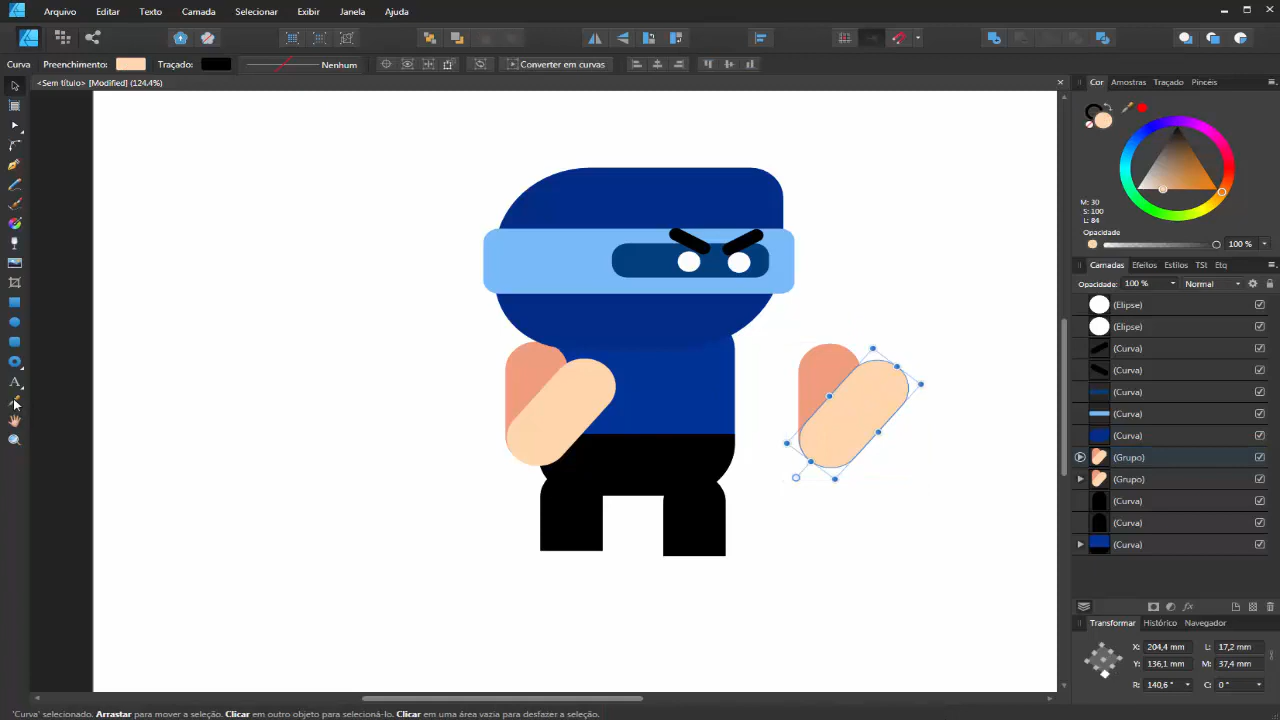 Arquivo Editar Texto Camada Selecionar Exibir Janela Ajuda
Curva Preenchimento: Traçado: Nenhum Converter em curvas
<Sem título> [Modified] (124.4%)
Cor Amostras Traçado Pincéis
M: 30
S: 100
L: 84
Opacidade
100 %
Camadas Efeitos Estilos TSI Etq
Opacidade: 100 % Normal
(Elipse)
(Elipse)
(Curva)
(Curva)
(Curva)
(Curva)
(Curva)
(Grupo)
(Grupo)
(Curva)
(Curva)
(Curva)
Transformar Histórico Navegador
X: 204,4 mm L: 17,2 mm
Y: 136,1 mm M: 37,4 mm
R: 140,6 ° C: 0 °
'Curva' selecionado. Arrastar para mover a seleção. Clicar em outro objeto para selecioná-lo. Clicar em uma área vazia para desfazer a seleção.